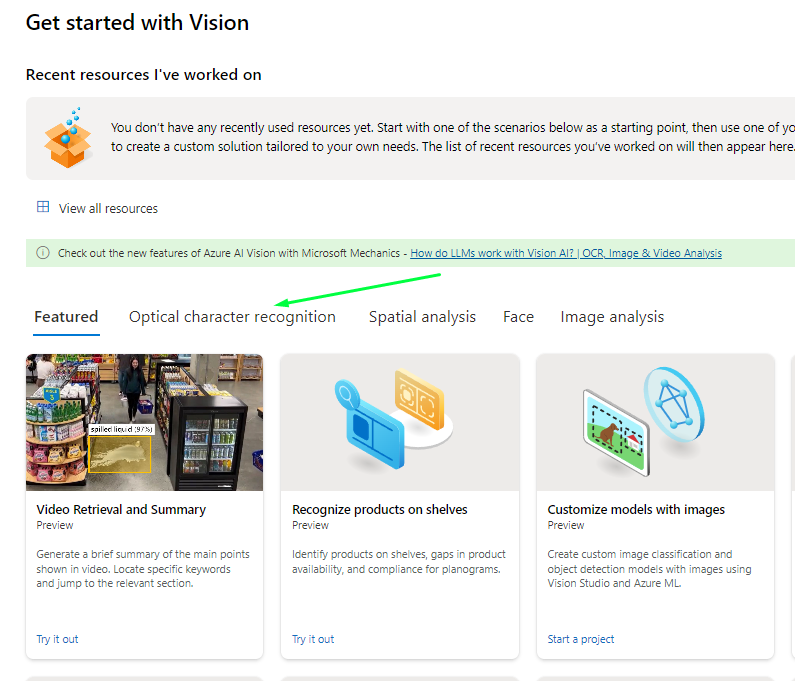 Get started with Vision
Recent resources I've worked on
You don't have any recently used resources yet. Start with one of the scenarios below as a starting point, then use one of
to create a custom solution tailored to your own needs. The list of recent resources you've worked on will then appear here.
View all resources
Check out the new features of Azure AI Vision with Microsoft Mechanics - How do LLMs work with Vision AI? | OCR, Image & Video Analysis
Featured
Optical character recognition
Spatial analysis
Face
Image analysis
spilled liquid (97%)
Video Retrieval and Summary
Preview
Generate a brief summary of the main points
shown in video. Locate specific keywords
and jump to the relevant section.
Try it out
Recognize products on shelves
Preview
Identify products on shelves, gaps in product
availability, and compliance for planograms.
Try it out
Customize models with images
Preview
Create custom image classification and
object detection models with images using
Vision Studio and Azure ML.
Start a project